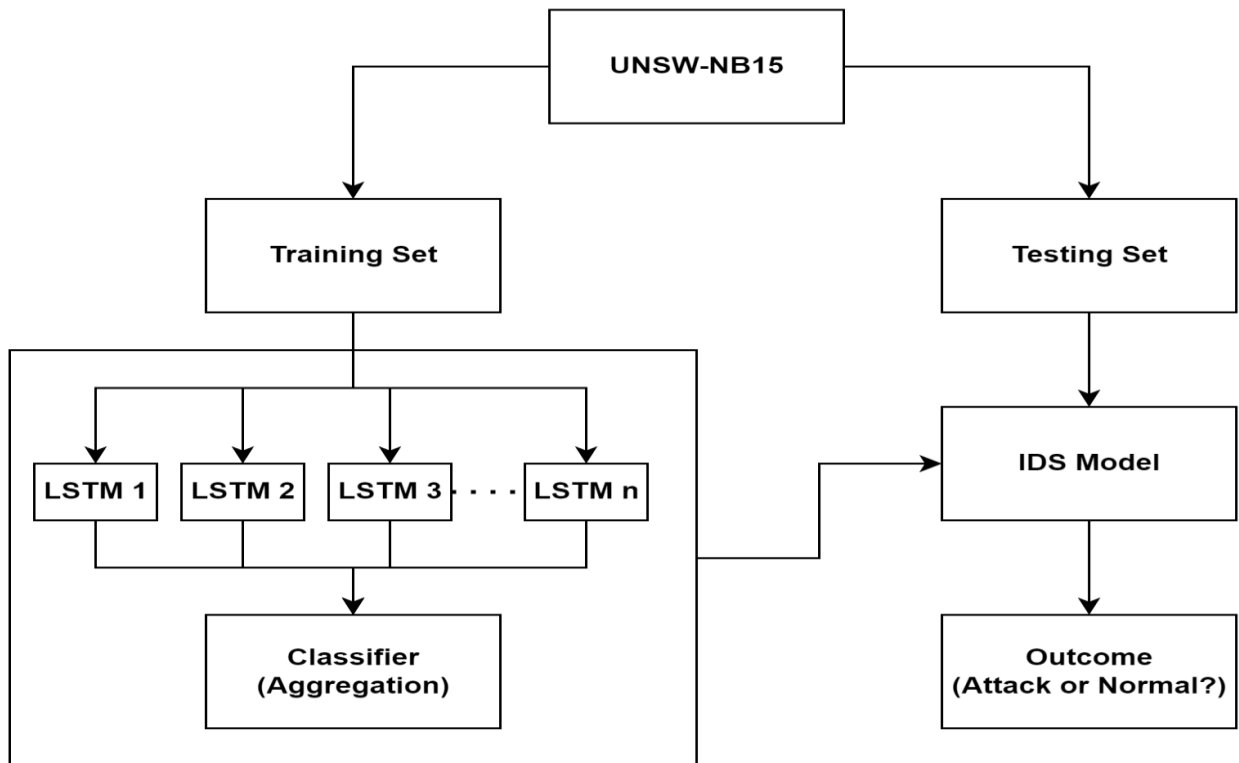 UNSW-NB15
Training Set
Testing Set
LSTM 1
LSTM 2
LSTM 3
. . . .
LSTM n
IDS Model
Classifier
(Aggregation)
Outcome
(Attack or Normal?)